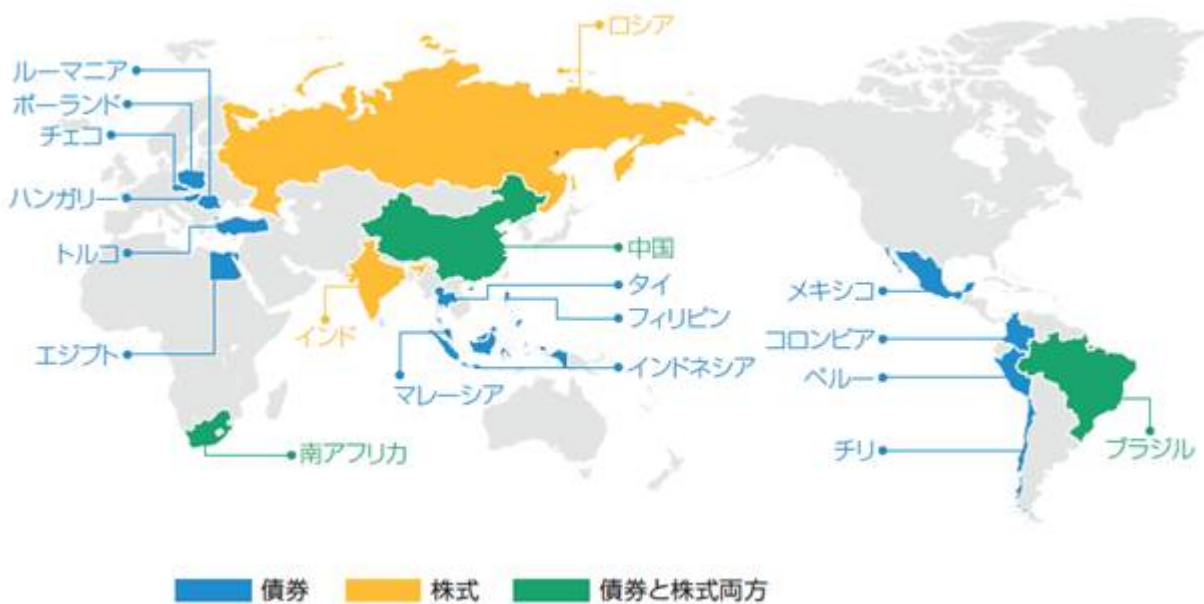 ロシア
ルーマニア
ポーランド
チェコ
ハンガリー
トルコ
エジプト
インド
中国
タイ
フィリピン
インドネシア
マレーシア
南アフリカ
メキシコ
コロンビア
ペルー
チリ
ブラジル
債券 株式 債券と株式両方